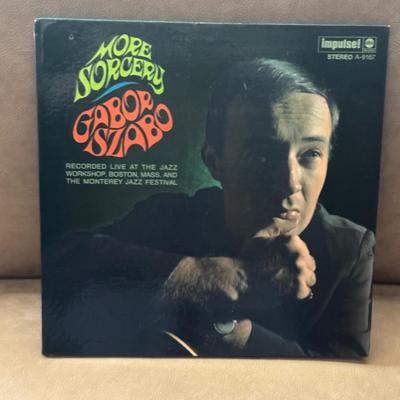 MORE
SORCERY
GABOR
SZABO
RECORDED LIVE AT THE JAZZ
WORKSHOP, BOSTON, MASS. AND
THE MONTEREY JAZZ FESTIVAL
impulse!
STEREO A-9167